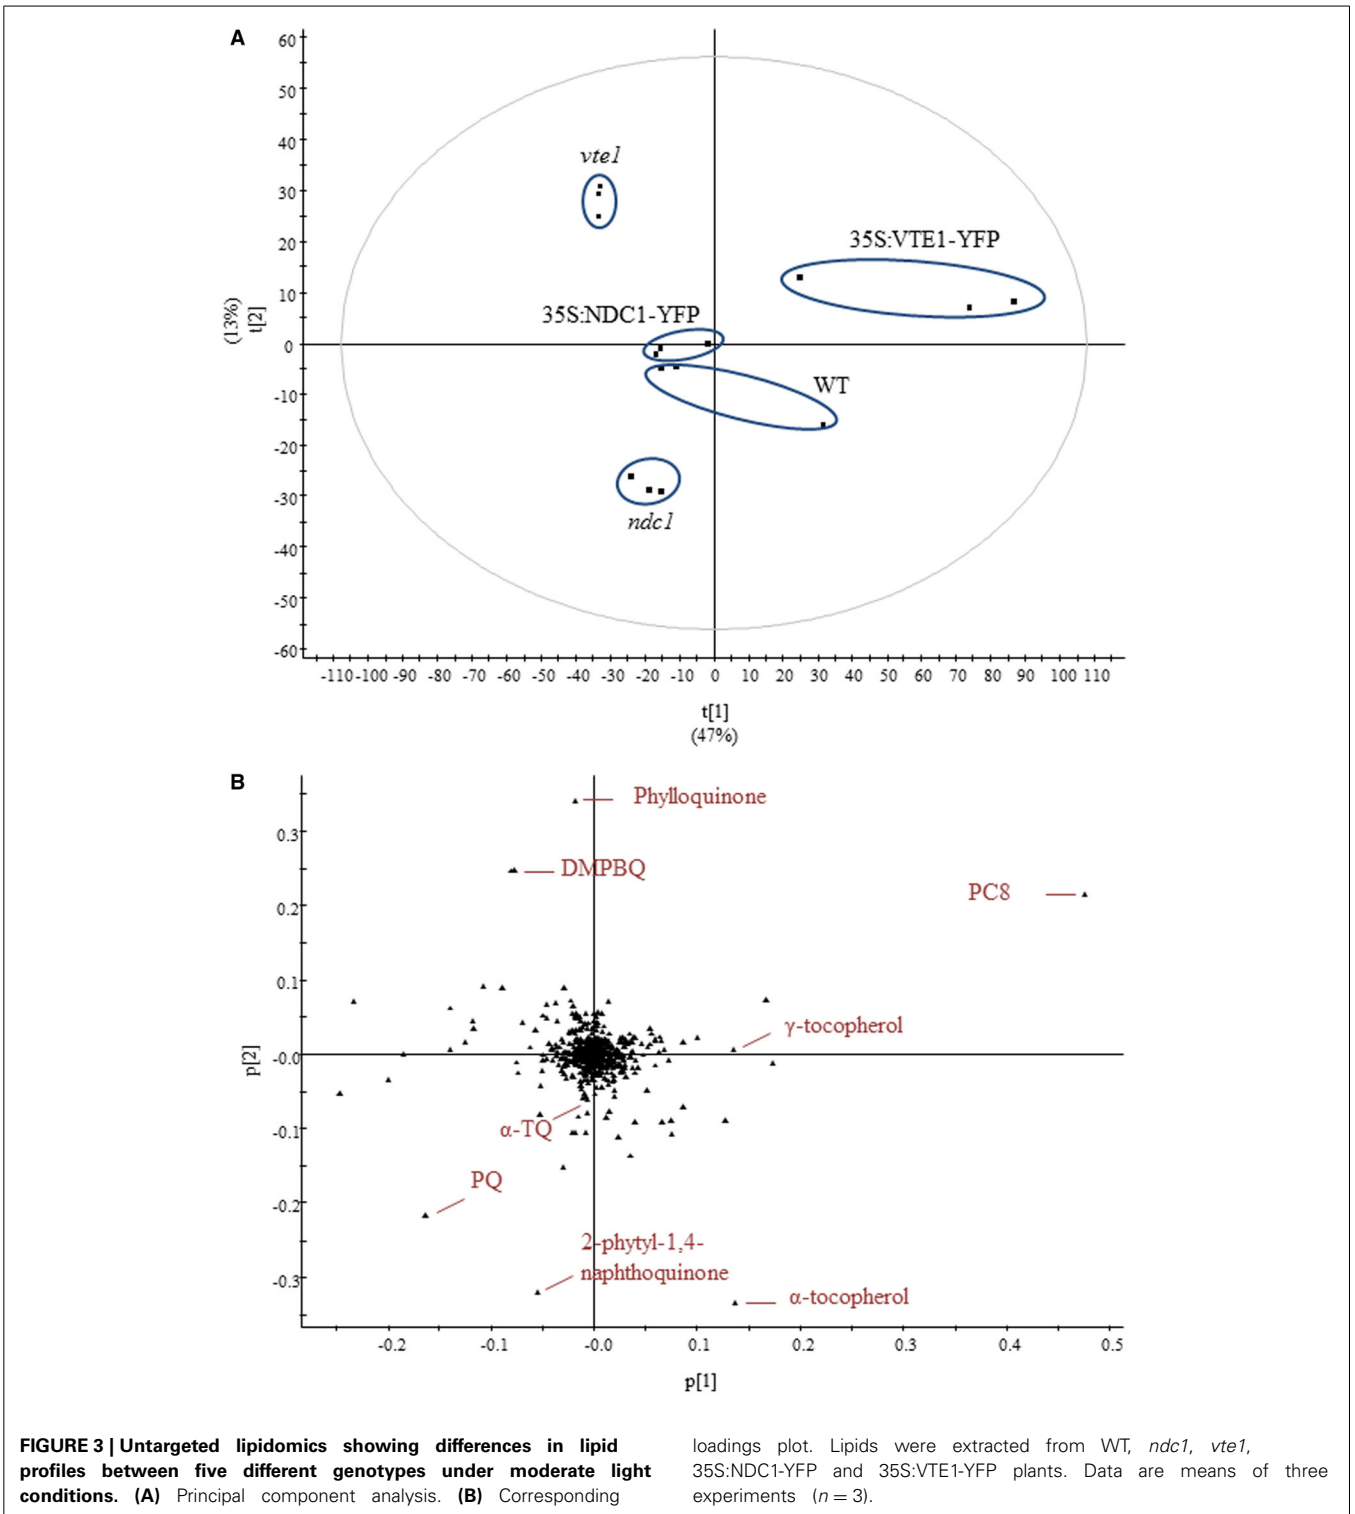 A
60
50
40
30
20
10
0
-10
-20
-30
-40
-50
-60
(13%)
t[2]
vte1
35S:VTE1-YFP
35S:NDC1-YFP
WT
ndc1
-110 -100 -90 -80 -70 -60 -50 -40 -30 -20 -10 0 10 20 30 40 50 60 70 80 90 100 110
t[1]
(47%)
B
0.3
0.2
0.1
-0.0
-0.1
-0.2
-0.3
p[2]
Phylloquinone
DMPBQ
PC8
γ-tocopherol
α-TQ
PQ
2-phytyl-1,4-
naphthoquinone
α-tocopherol
-0.2 -0.1 -0.0 0.1 0.2 0.3 0.4 0.5
p[1]
FIGURE 3 | Untargeted lipidomics showing differences in lipid
profiles between five different genotypes under moderate light
conditions. (A) Principal component analysis. (B) Corresponding
loadings plot. Lipids were extracted from WT, ndc1, vte1,
35S:NDC1-YFP and 35S:VTE1-YFP plants. Data are means of three
experiments (n = 3).